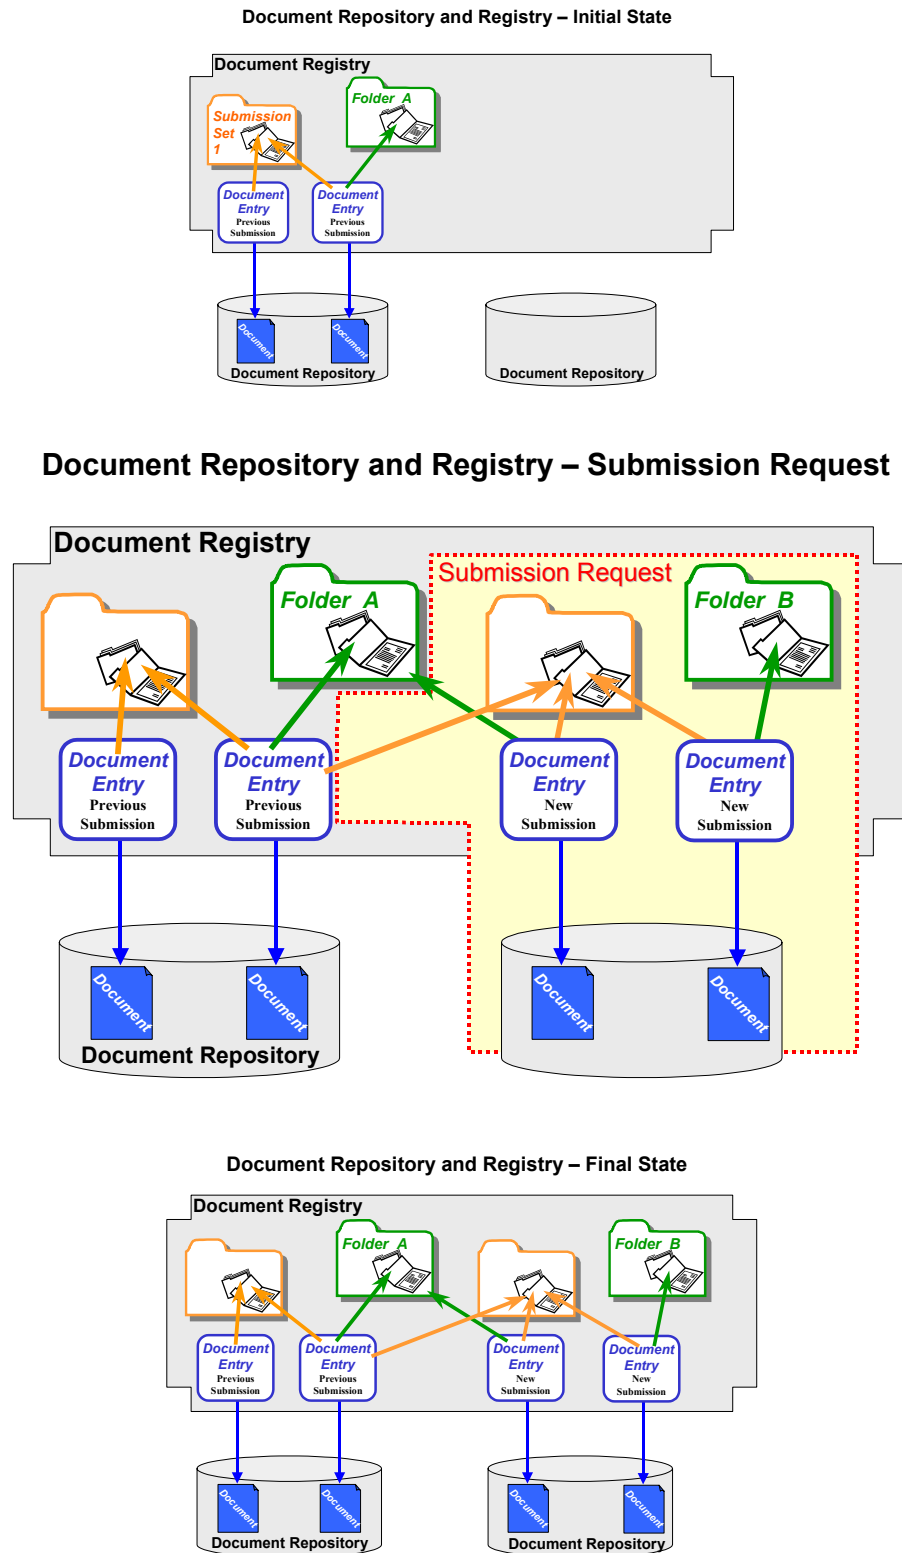 Document Repository and Registry – Initial State
Document Registry
Submission
Set
1
Folder A
Document
Entry
Previous
Submission
Document
Entry
Previous
Submission
Document
Document
Document Repository
Document Repository
Document Repository and Registry – Submission Request
Document Registry
Submission Request
Folder A
Folder B
Document
Entry
Previous
Submission
Document
Entry
Previous
Submission
Document
Entry
New
Submission
Document
Entry
New
Submission
Document
Document
Document
Document
Document Repository
Document Repository and Registry – Final State
Document Registry
Folder A
Folder B
Document
Entry
Previous
Submission
Document
Entry
Previous
Submission
Document
Entry
New
Submission
Document
Entry
New
Submission
Document
Document
Document
Document
Document Repository
Document Repository